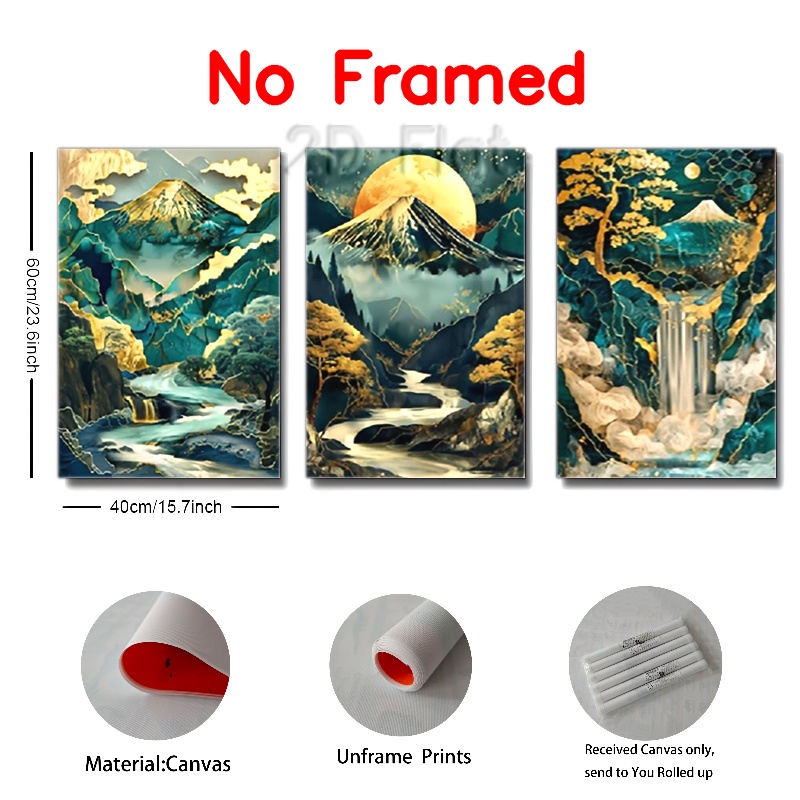 No Framed
2D Flat
60cm/23.6inch
40cm/15.7inch
Material:Canvas
Unframe Prints
Received Canvas only,
send to You Rolled up